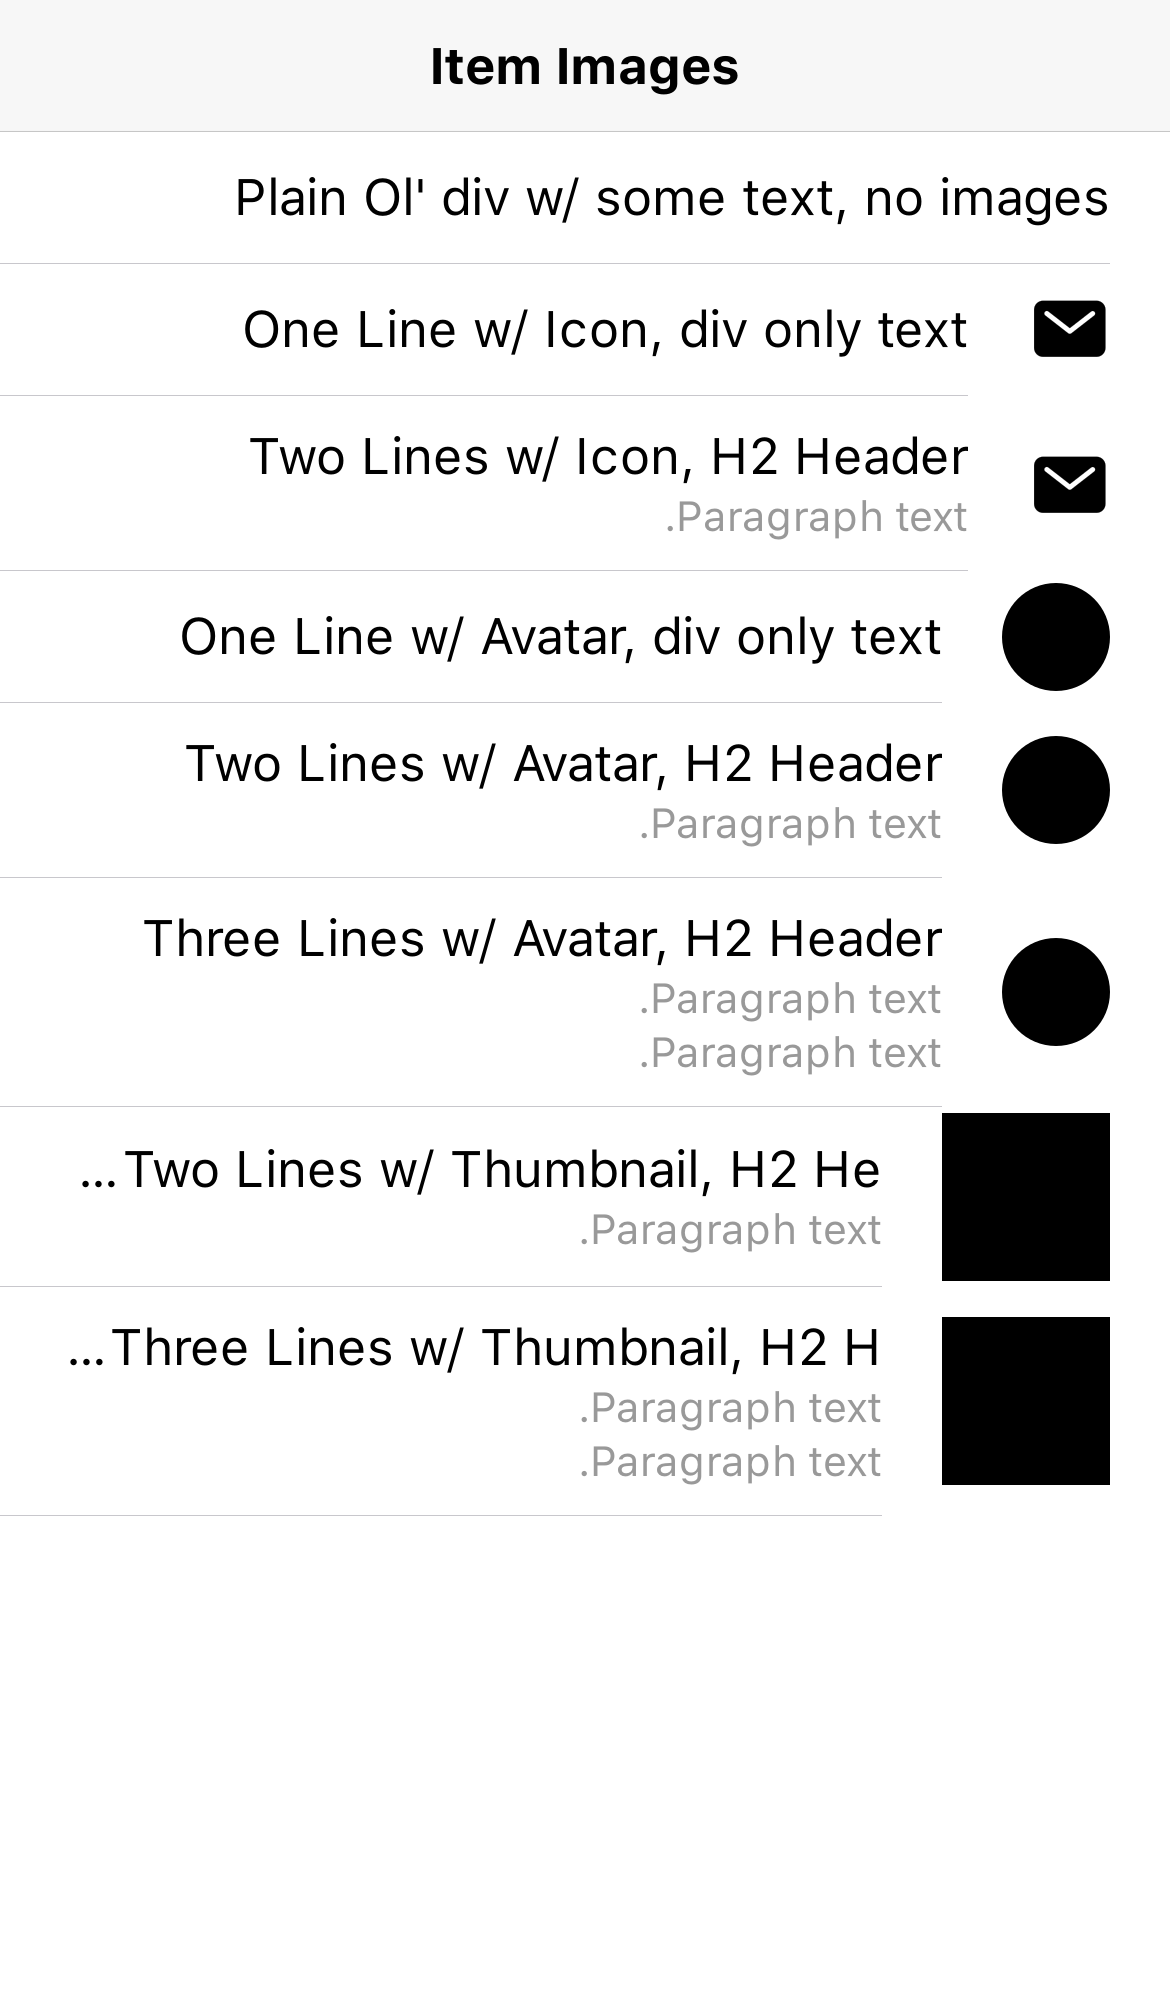 Item Images
Plain Ol' div w/ some text, no images
One Line w/ Icon, div only text
Two Lines w/ Icon, H2 Header
.Paragraph text
One Line w/ Avatar, div only text
Two Lines w/ Avatar, H2 Header
.Paragraph text
Three Lines w/ Avatar, H2 Header
.Paragraph text
.Paragraph text
...Two Lines w/ Thumbnail, H2 He
.Paragraph text
...Three Lines w/ Thumbnail, H2 H
.Paragraph text
.Paragraph text